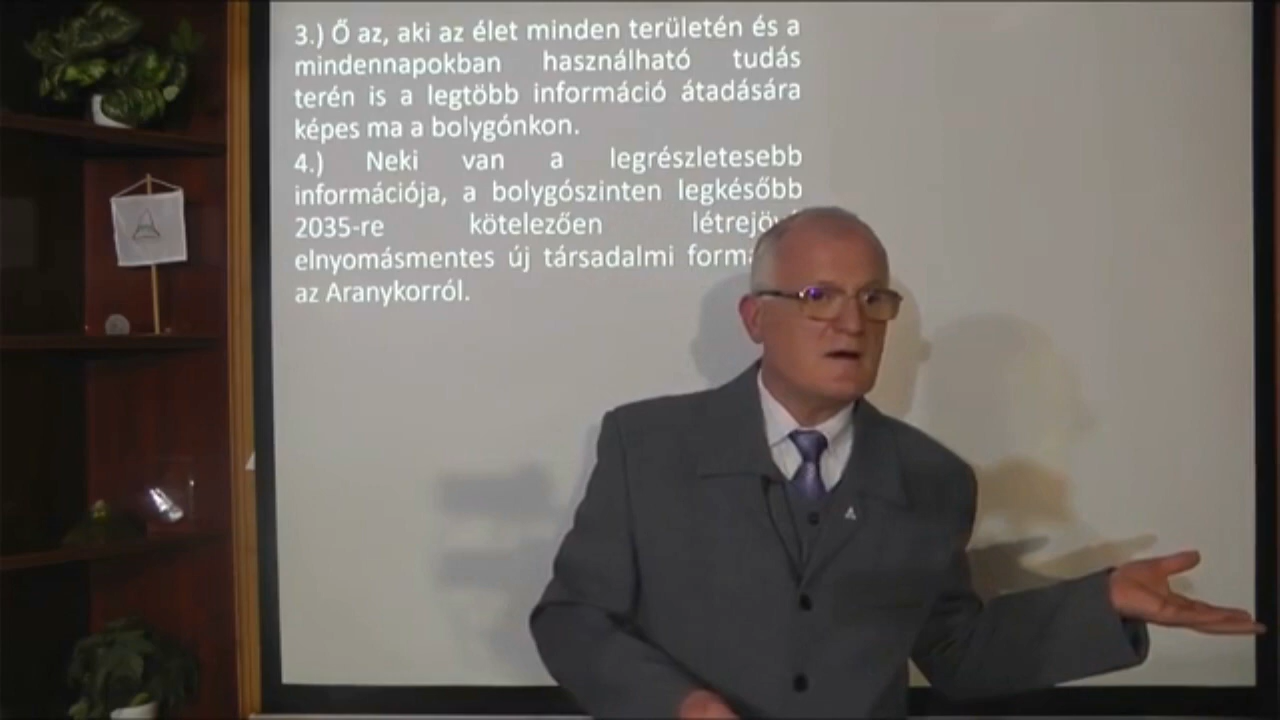 3.) Ő az, aki az élet minden területén és a
mindennapokban használható tudás
terén is a legtöbb információ átadására
képes ma a bolygónkon.
4.) Neki van a legrészletesebb
információja, a bolygószinten legkésőbb
2035-re kötelezően
elnyomásmentes új társadalmi
az Aranykorról.